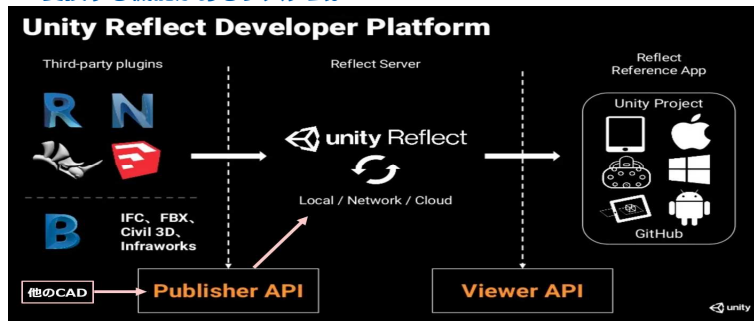 Unity Reflect Developer Platform
Third-party plugins
Reflect Server
Reflect
Reference App
Unity Project
R N
unity Reflect
Local / Network / Cloud
B
IFC、FBX、
Civil 3D、
Infraworks
GitHub
他のCAD
Publisher API
Viewer API
unity